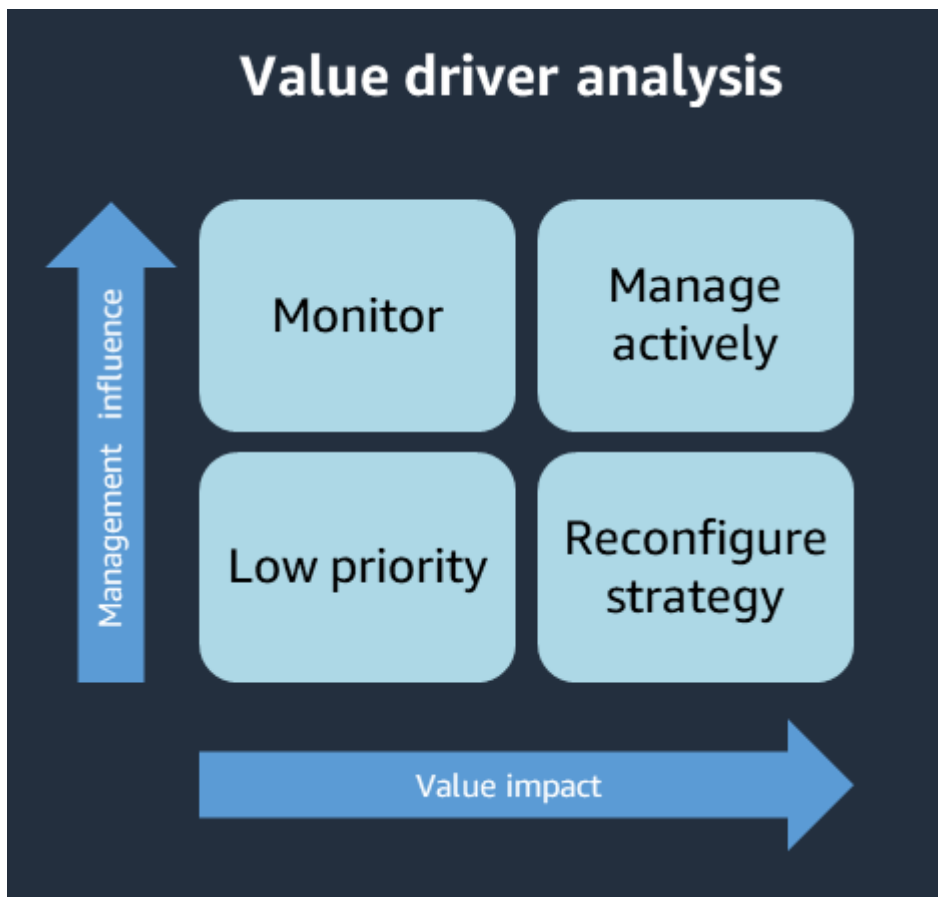 Value driver analysis
Management influence
Monitor
Manage
actively
Low priority
Reconfigure
strategy
Value impact